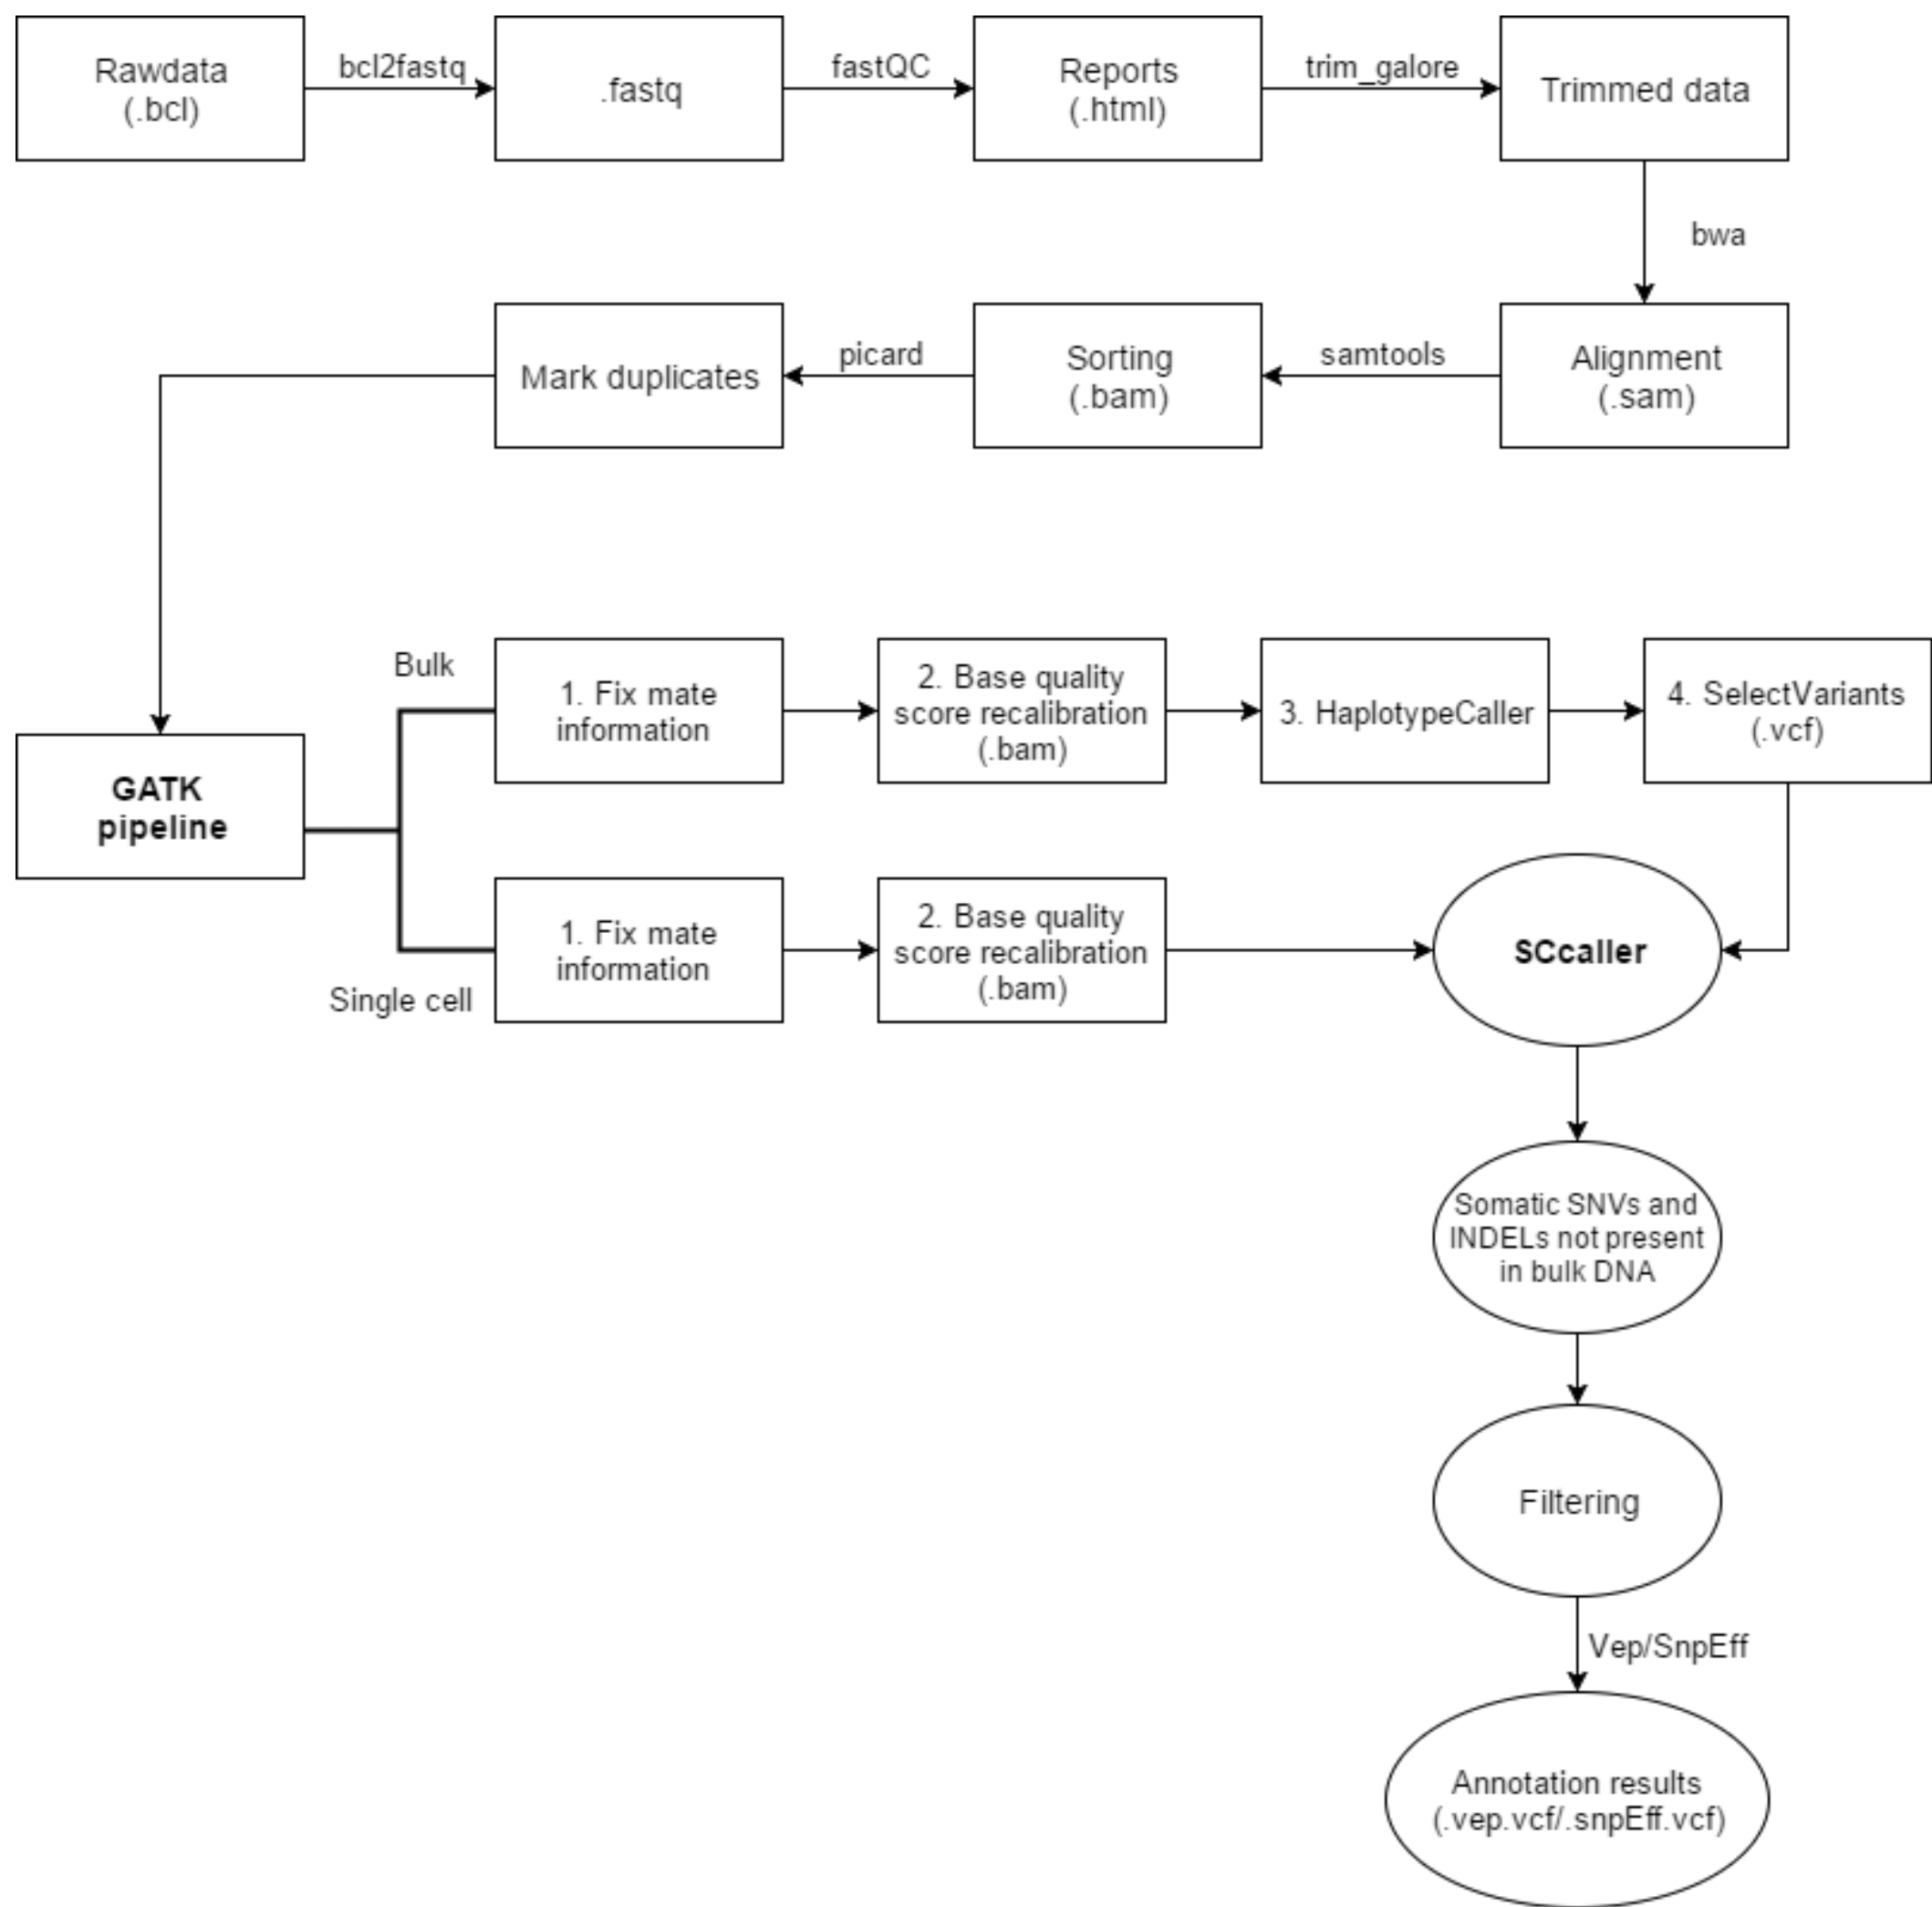 Rawdata
(.bcl)
bcl2fastq
.fastq
fastQC
Reports
(.html)
trim_galore
Trimmed data
bwa
Mark duplicates
picard
Sorting
(.bam)
samtools
Alignment
(.sam)
GATK
pipeline
Bulk
1. Fix mate
information
2. Base quality
score recalibration
(.bam)
3. HaplotypeCaller
4. SelectVariants
(.vcf)
Single cell
1. Fix mate
information
2. Base quality
score recalibration
(.bam)
SCcaller
Somatic SNVs and
INDELs not present
in bulk DNA
Filtering
Vep/SnpEff
Annotation results
(.vep.vcf/.snpEff.vcf)